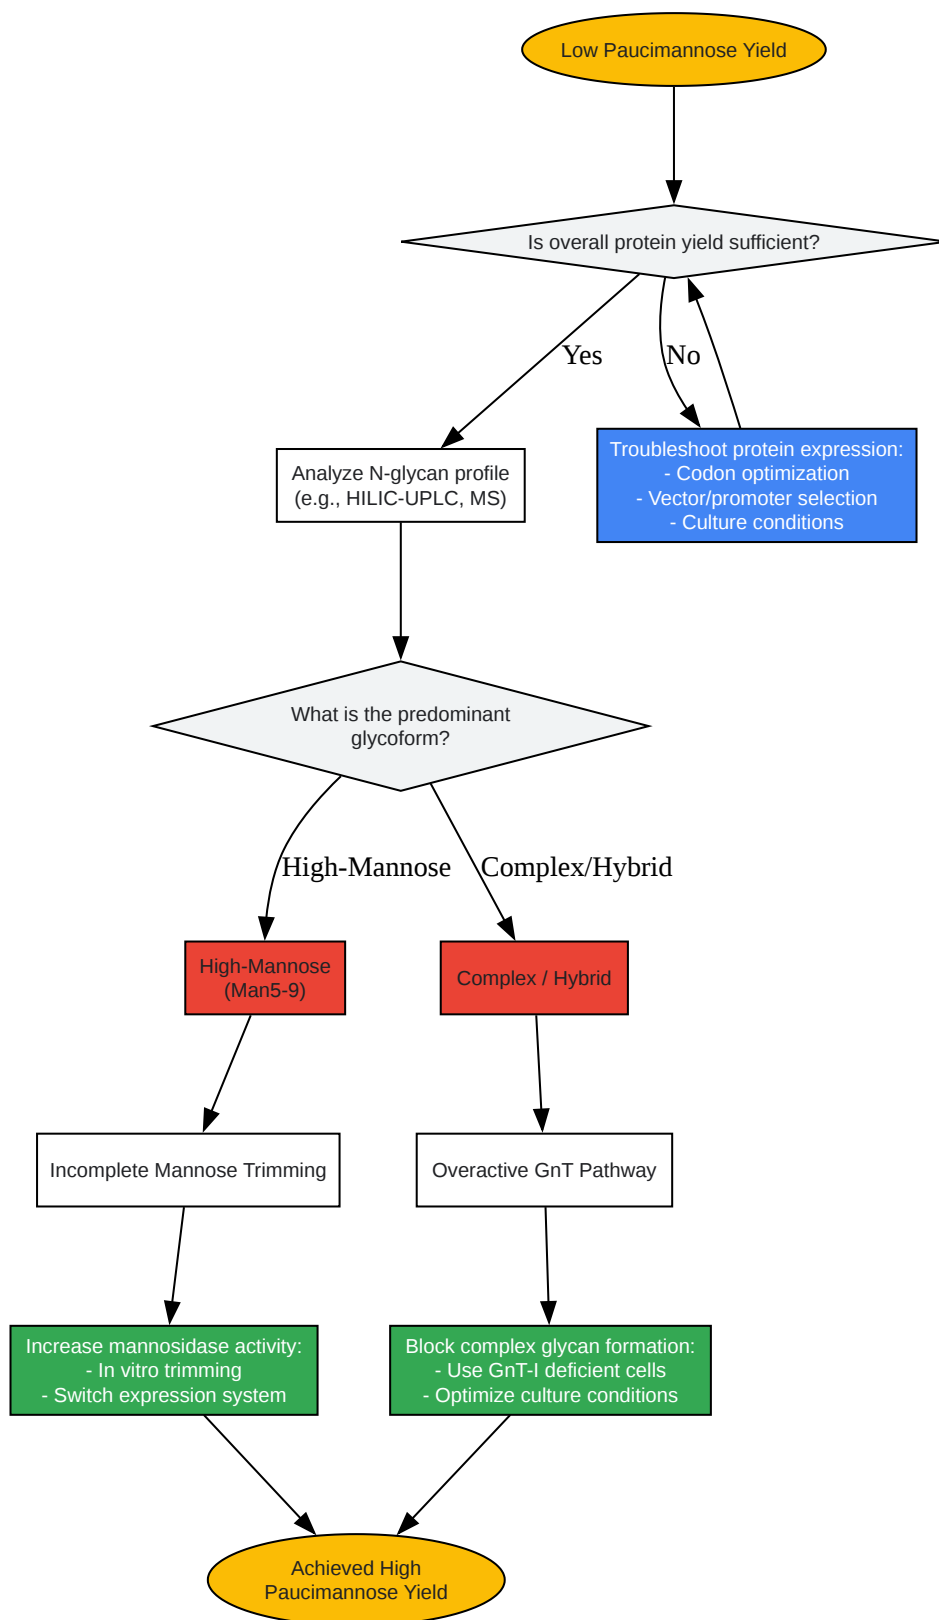 Low Paucimannose Yield
Is overall protein yield sufficient?
Yes
No
Analyze N-glycan profile
(e.g., HILIC-UPLC, MS)
Troubleshoot protein expression:
- Codon optimization
- Vector/promoter selection
- Culture conditions
What is the predominant
glycoform?
High-Mannose
Complex/Hybrid
High-Mannose
(Man5-9)
Complex / Hybrid
Incomplete Mannose Trimming
Overactive GnT Pathway
Increase mannosidase activity:
- In vitro trimming
- Switch expression system
Block complex glycan formation:
- Use GnT-I deficient cells
- Optimize culture conditions
Achieved High
Paucimannose Yield